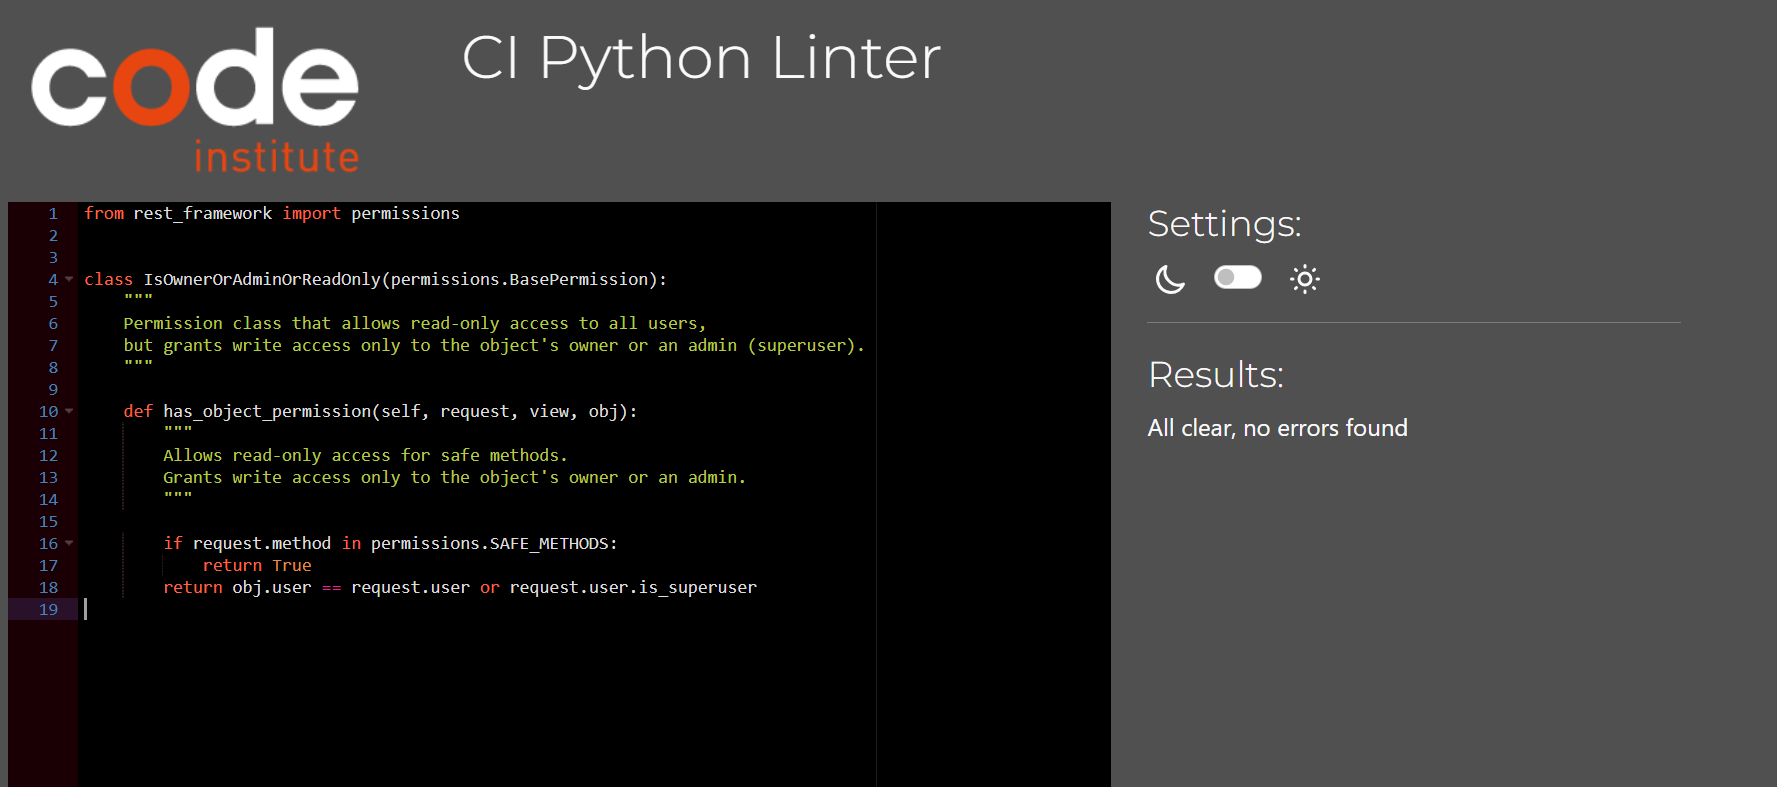 code
institute
CI Python Linter
1 from rest_framework import permissions
2
3
4 class IsOwnerOrAdminOrReadOnly(permissions.BasePermission):
5 """
6 Permission class that allows read-only access to all users,
7 but grants write access only to the object's owner or an admin (superuser).
8 """
9
10 def has_object_permission(self, request, view, obj):
11 """
12 Allows read-only access for safe methods.
13 Grants write access only to the object's owner or an admin.
14 """
15
16 if request.method in permissions.SAFE_METHODS:
17 return True
18 return obj.user == request.user or request.user.is_superuser
19
Settings:
Results:
All clear, no errors found